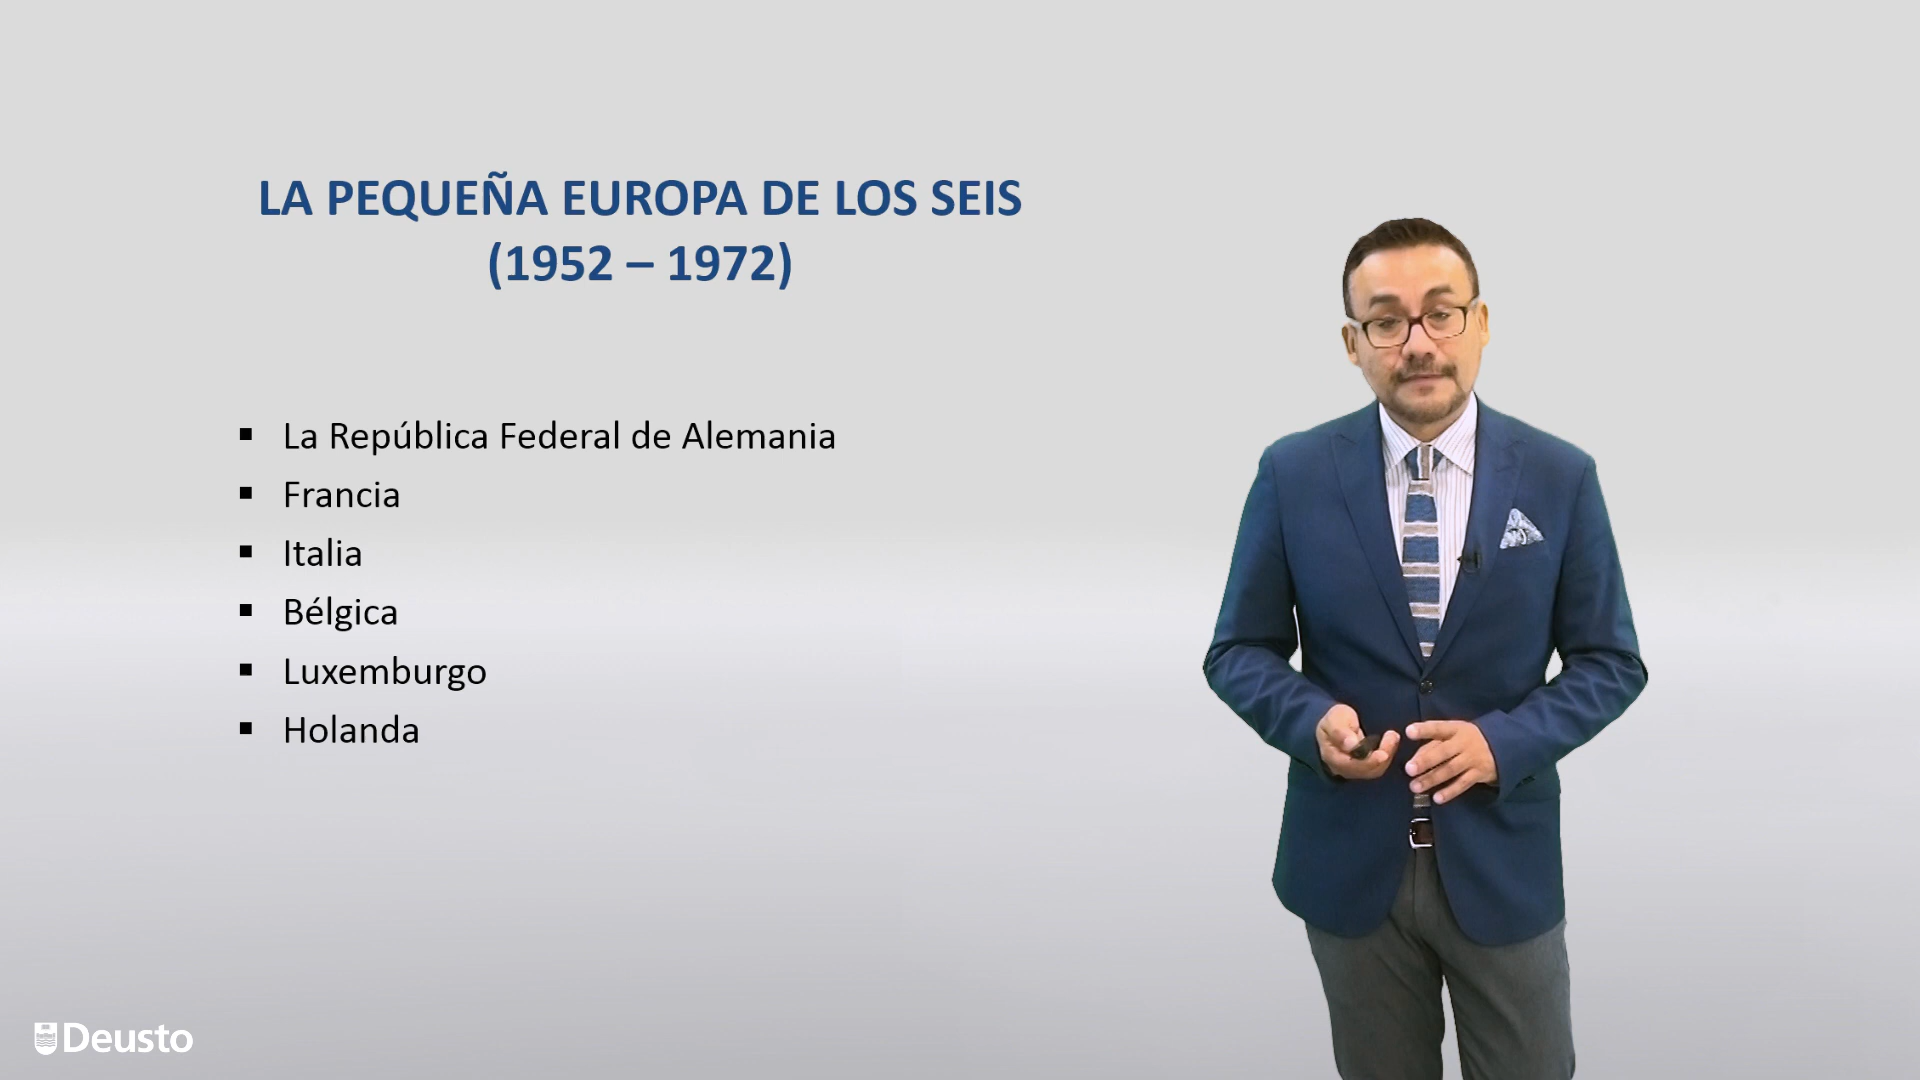 LA PEQUEÑA EUROPA DE LOS SEIS
(1952 – 1972)
▪ La República Federal de Alemania
▪ Francia
▪ Italia
▪ Bélgica
▪ Luxemburgo
▪ Holanda
Deusto